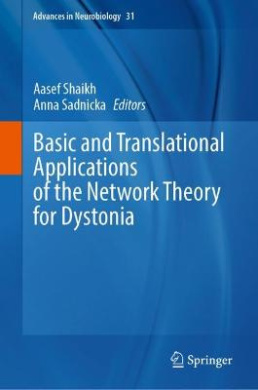 Advances in Neurobiology 31
Aasef Shaikh
Anna Sadnicka Editors
Basic and Translational
Applications
of the Network Theory
for Dystonia
Springer